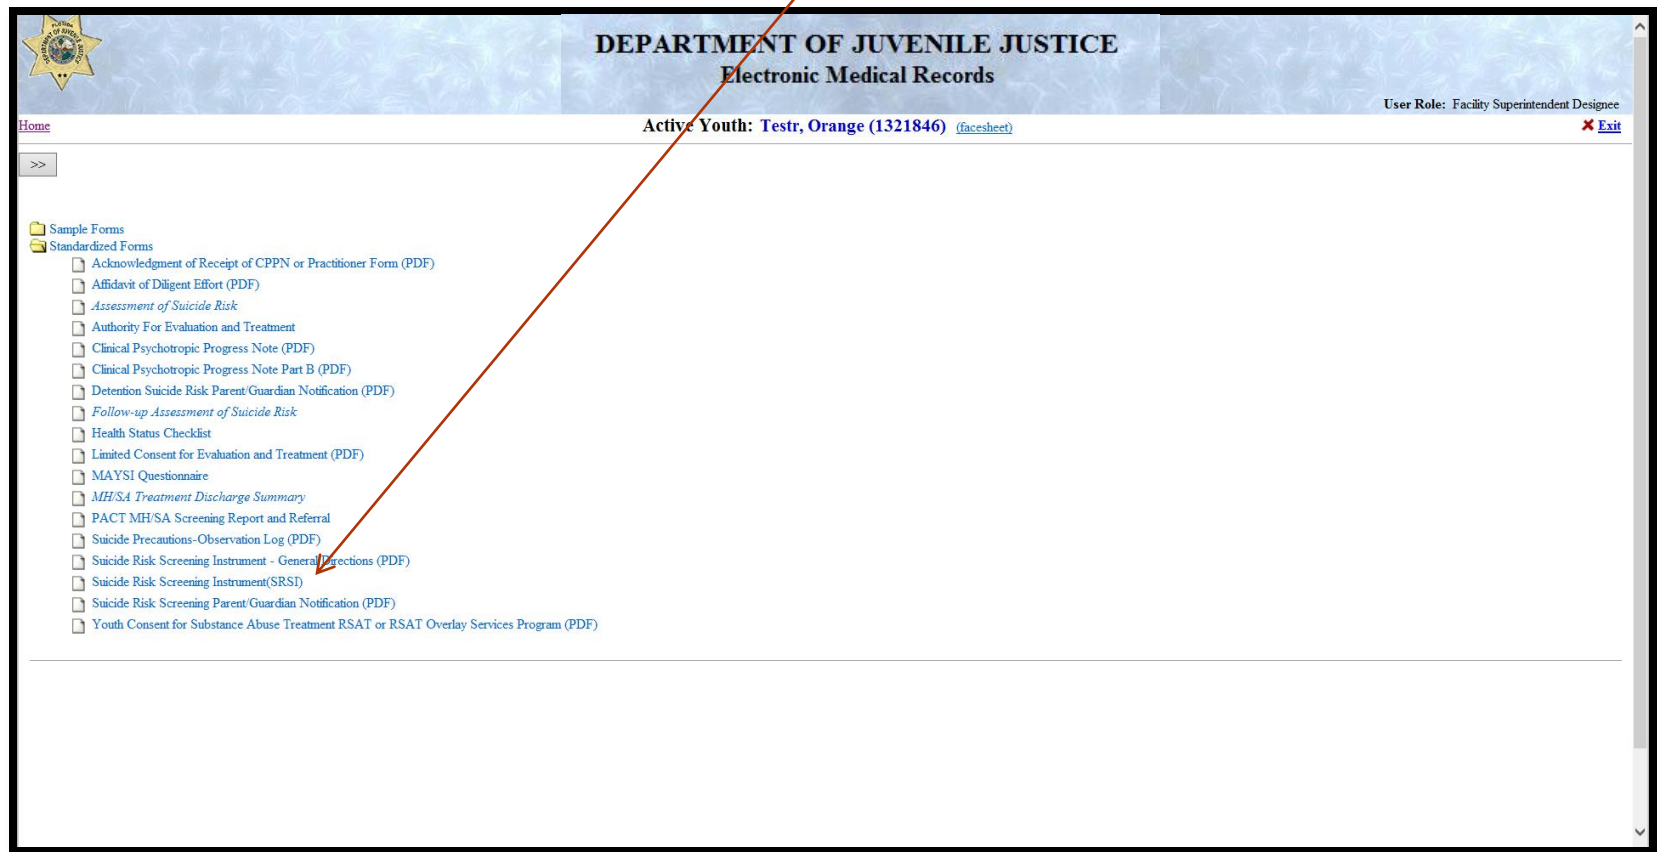 FLORIDA
DEPARTMENT OF JUVENILE JUSTICE
Electronic Medical Records
User Role: Facility Superintendent Designee
Home
Active Youth: Testr, Orange (1321846) (facesheet)
Exit
>>
Sample Forms
Standardized Forms
Acknowledgment of Receipt of CPPN or Practitioner Form (PDF)
Affidavit of Diligent Effort (PDF)
Assessment of Suicide Risk
Authority For Evaluation and Treatment
Clinical Psychotropic Progress Note (PDF)
Clinical Psychotropic Progress Note Part B (PDF)
Detention Suicide Risk Parent/Guardian Notification (PDF)
Follow-up Assessment of Suicide Risk
Health Status Checklist
Limited Consent for Evaluation and Treatment (PDF)
MAYSI Questionnaire
MH/SA Treatment Discharge Summary
PACT MH/SA Screening Report and Referral
Suicide Precautions-Observation Log (PDF)
Suicide Risk Screening Instrument - General Directions (PDF)
Suicide Risk Screening Instrument(SRSI)
Suicide Risk Screening Parent/Guardian Notification (PDF)
Youth Consent for Substance Abuse Treatment RSAT or RSAT Overlay Services Program (PDF)